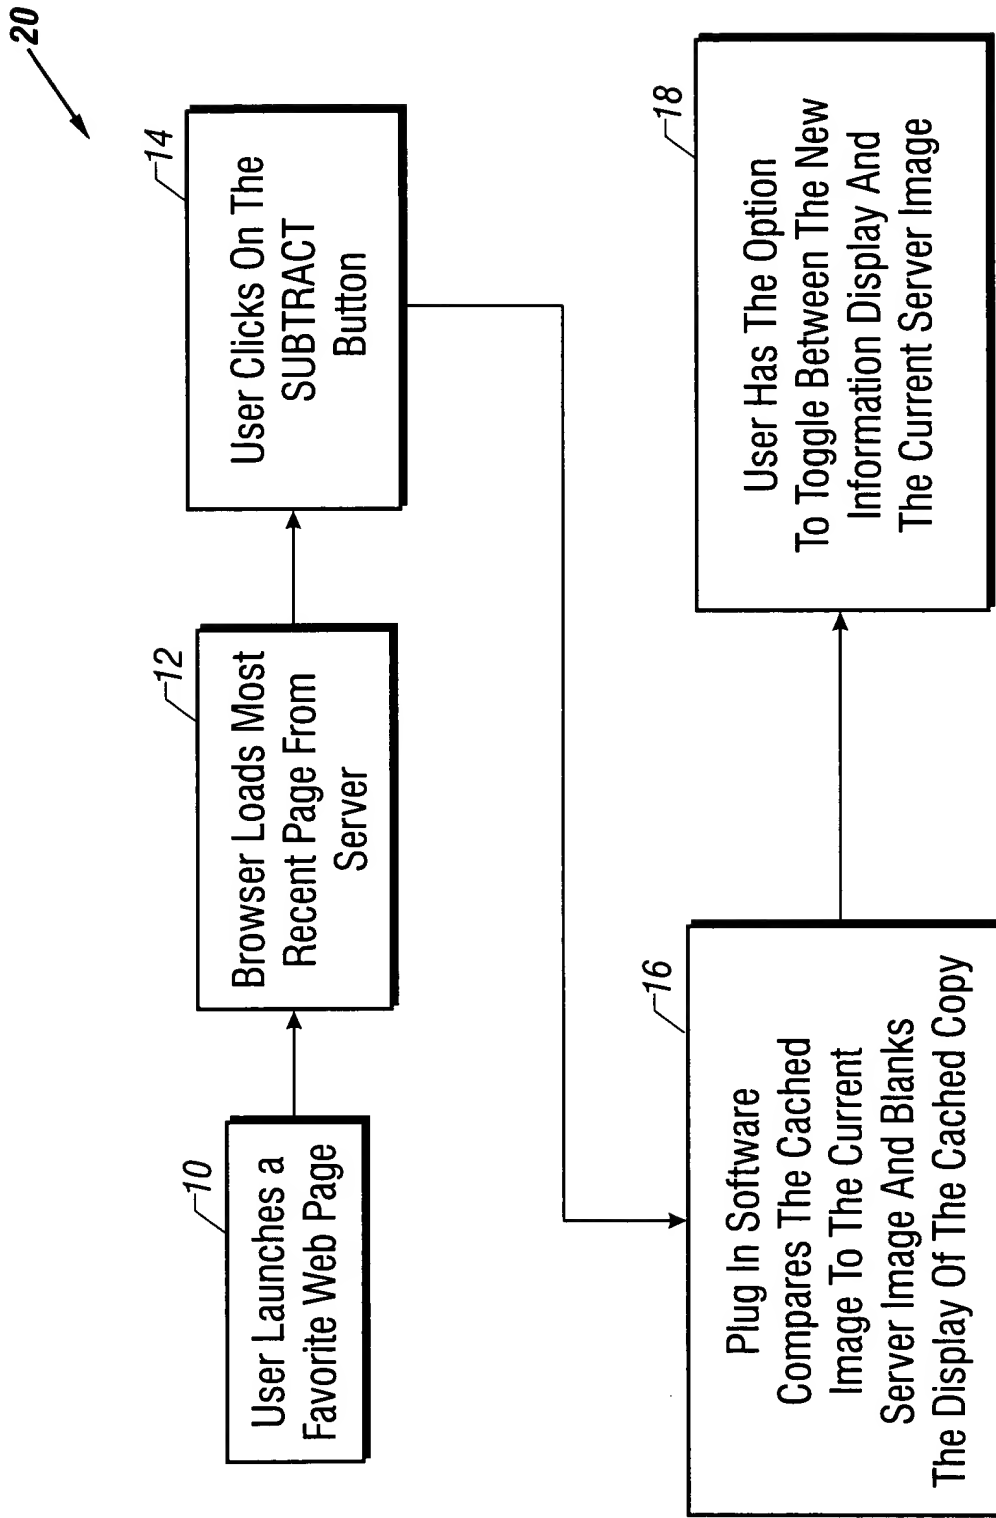 20
10
User Launches a
Favorite Web Page
12
Browser Loads Most
Recent Page From
Server
14
User Clicks On The
SUBTRACT
Button
16
Plug In Software
Compares The Cached
Image To The Current
Server Image And Blanks
The Display Of The Cached Copy
18
User Has The Option
To Toggle Between The New
Information Display And
The Current Server Image